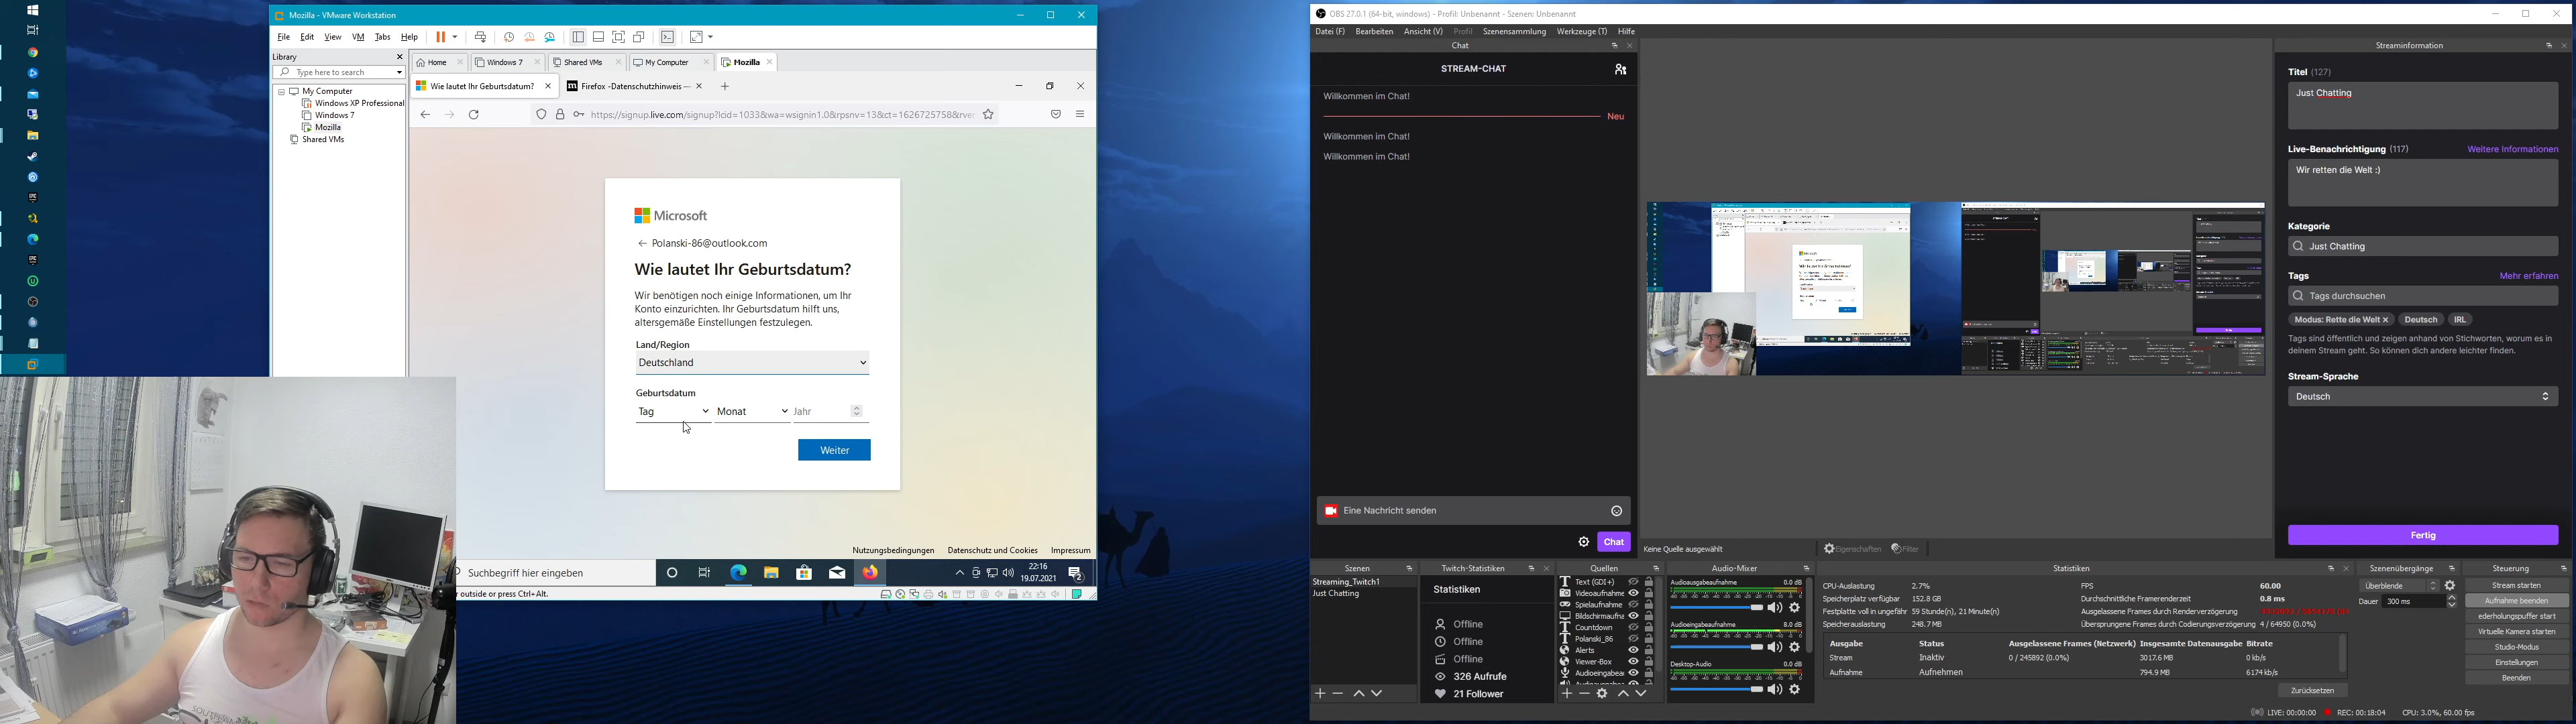 Mozilla - VMware Workstation
File Edit View VM Tabs Help
Library
Type here to search
My Computer
Windows XP Professional
Windows 7
Mozilla
Shared VMs
Home
Windows 7
Shared VMs
My Computer
Mozilla
Wie lautet Ihr Geburtsdatum?
Firefox -Datenschutzhinweis —
https://signup.live.com/signup?lcid=1033&wa=wsignin1.0&rpsnv=13&ct=1626725758&rver
Microsoft
Polanski-86@outlook.com
Wie lautet Ihr Geburtsdatum?
Wir benötigen noch einige Informationen, um Ihr
Konto einzurichten. Ihr Geburtsdatum hilft uns,
altersgemäße Einstellungen festzulegen.
Land/Region
Deutschland
Geburtsdatum
Tag Monat Jahr
Weiter
Nutzungsbedingungen Datenschutz und Cookies Impressum
Suchbegriff hier eingeben
22:16
19.07.2021
2
r outside or press Ctrl+Alt.
OBS 27.0.1 (64-bit, windows) - Profil: Unbenannt - Szenen: Unbenannt
Datei (F) Bearbeiten Ansicht (V) Profil Szenensammlung Werkzeuge (T) Hilfe
Chat
STREAM-CHAT
Willkommen im Chat!
Neu
Willkommen im Chat!
Willkommen im Chat!
Eine Nachricht senden
Chat
Keine Quelle ausgewählt
Eigenschaften
Filter
Streaminformation
Titel (127)
Just Chatting
Live-Benachrichtigung (117) Weitere Informationen
Wir retten die Welt :)
Kategorie
Just Chatting
Tags Mehr erfahren
Tags durchsuchen
Modus: Rette die Welt Deutsch IRL
Tags sind öffentlich und zeigen anhand von Stichworten, worum es in
deinem Stream geht. So können dich andere leichter finden.
Stream-Sprache
Deutsch
Fertig
Szenen
Streaming_Twitch1
Just Chatting
Twitch-Statistiken
Statistiken
Offline
Offline
Offline
326 Aufrufe
21 Follower
Quellen
Text (GDI+)
Videoaufnahme
Spielaufnahme
Bildschirmaufna
Countdown
Polanski_86
Alerts
Viewer-Box
Audioeingabea
Audio-Mixer
Audioausgabeaufnahme 0.0 dB
Audioeingabeaufnahme 8.0 dB
Desktop-Audio 0.0 dB
Statistiken
CPU-Auslastung 2.7%
Speicherplatz verfügbar 152.8 GB
Festplatte voll in ungefähr 59 Stunde(n), 21 Minute(n)
Speicherauslastung 248.7 MB
FPS 60.00
Durchschnittliche Framerenderzeit 0.8 ms
Ausgelassene Frames durch Renderverzögerung
Übersprungene Frames durch Codierungsverzögerung 4 / 64950 (0.0%)
Ausgabe Status Ausgelassene Frames (Netzwerk) Insgesamte Datenausgabe Bitrate
Stream Inaktiv 0 / 245892 (0.0%) 3017.6 MB 0 kb/s
Aufnahme Aufnehmen 794.9 MB 6174 kb/s
Zurücksetzen
Szenenübergänge
Überblende
Dauer 300 ms
Steuerung
Stream starten
Aufnahme beenden
ederholungspuffer start
Virtuelle Kamera starten
Studio-Modus
Einstellungen
Beenden
LIVE: 00:00:00 REC: 00:18:04 CPU: 3.0%, 60.00 fps